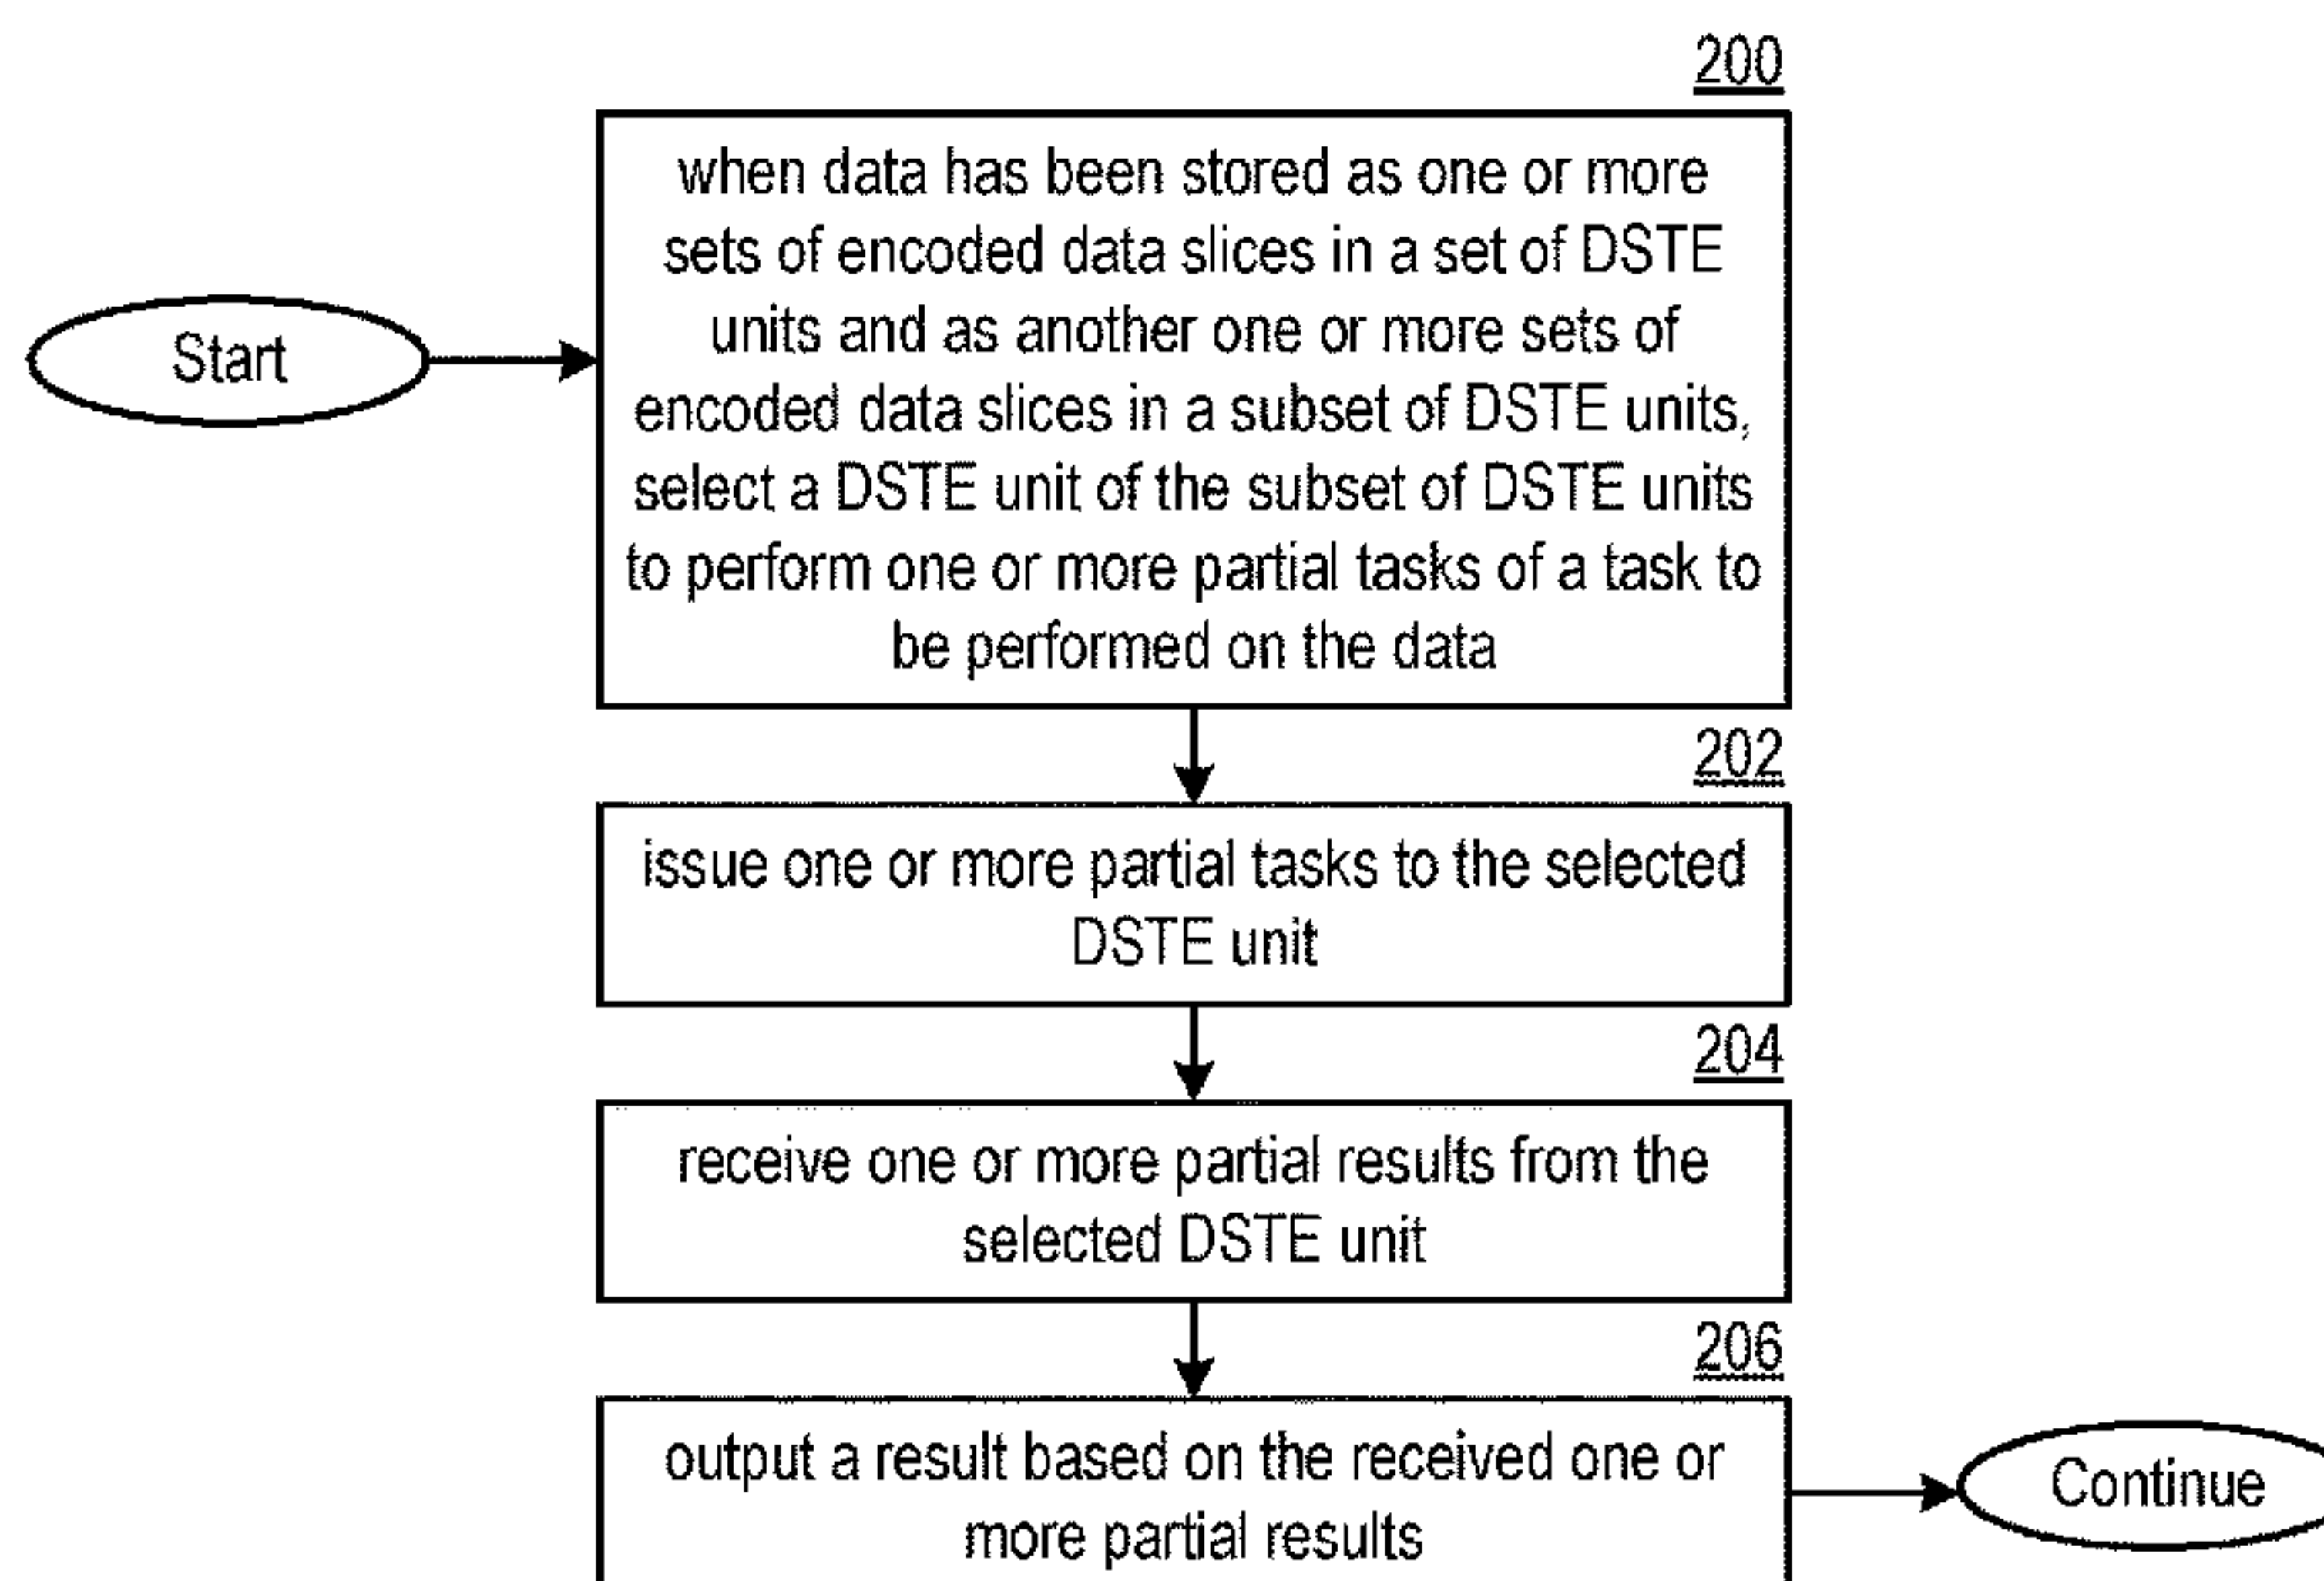 200
when data has been stored as one or more
sets of encoded data slices in a set of DSTE
units and as another one or more sets of
encoded data slices in a subset of DSTE units,
select a DSTE unit of the subset of DSTE units
to perform one or more partial tasks of a task to
be performed on the data
Start
202
issue one or more partial tasks to the selected
DSTE unit
204
receive one or more partial results from the
selected DSTE unit
206
output a result based on the received one or
more partial results
Continue